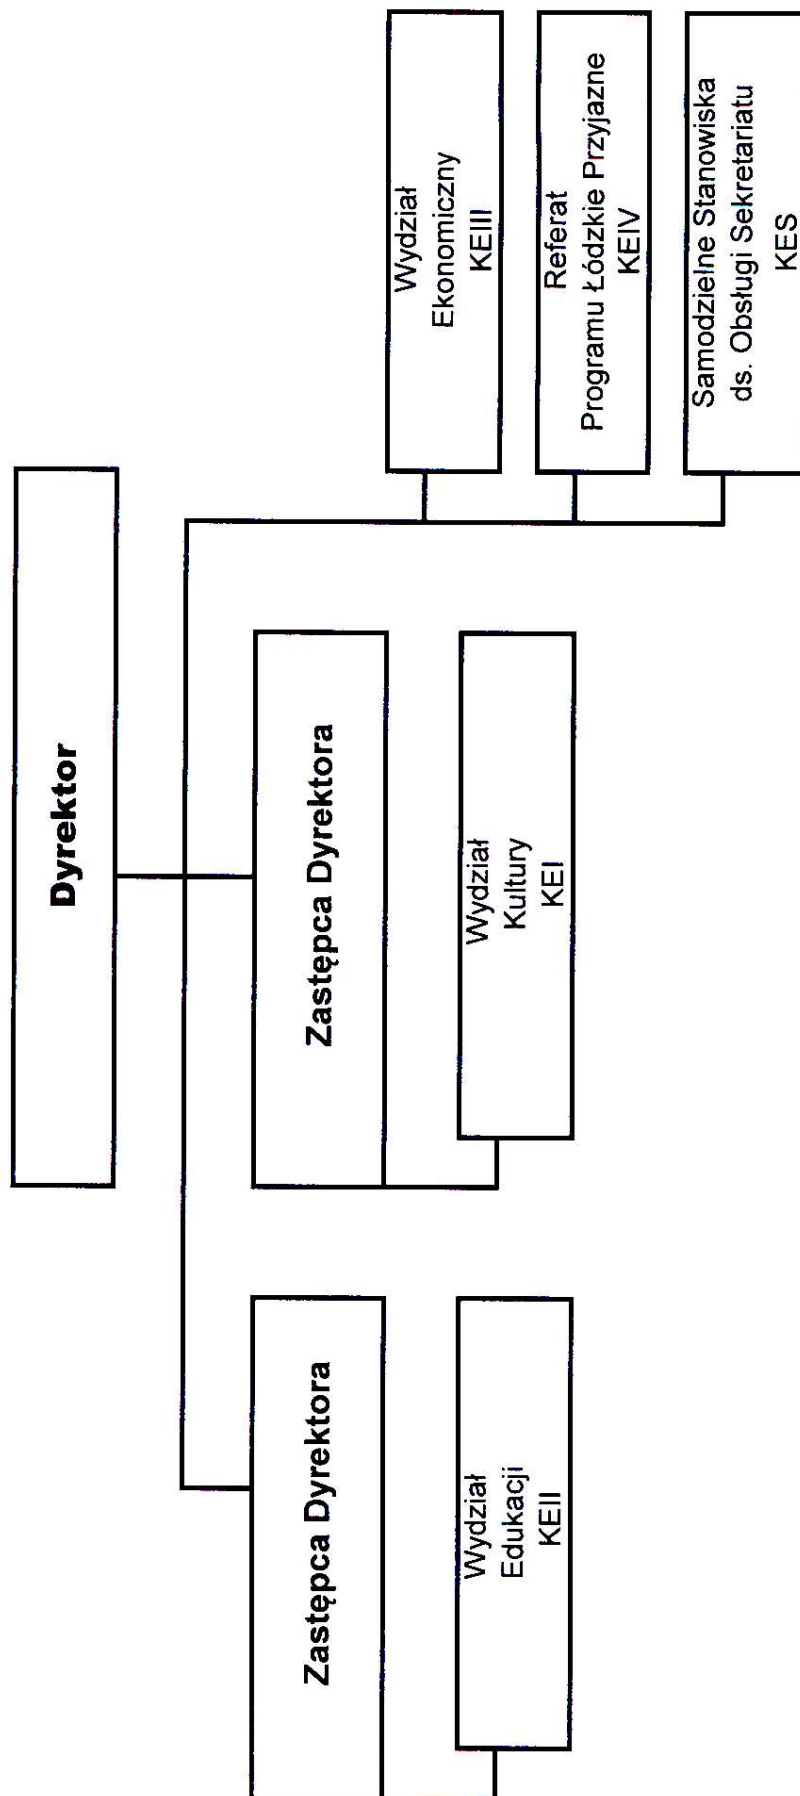 Dyrektor
Zastępca Dyrektora
Wydział
Edukacji
KEII
Zastępca Dyrektora
Wydział
Kultury
KEI
Wydział
Ekonomiczny
KEIII
Referat
Programu Łódzkie Przyjazne
KEIV
Samodzielne Stanowiska
ds. Obsługi Sekretariatu
KES